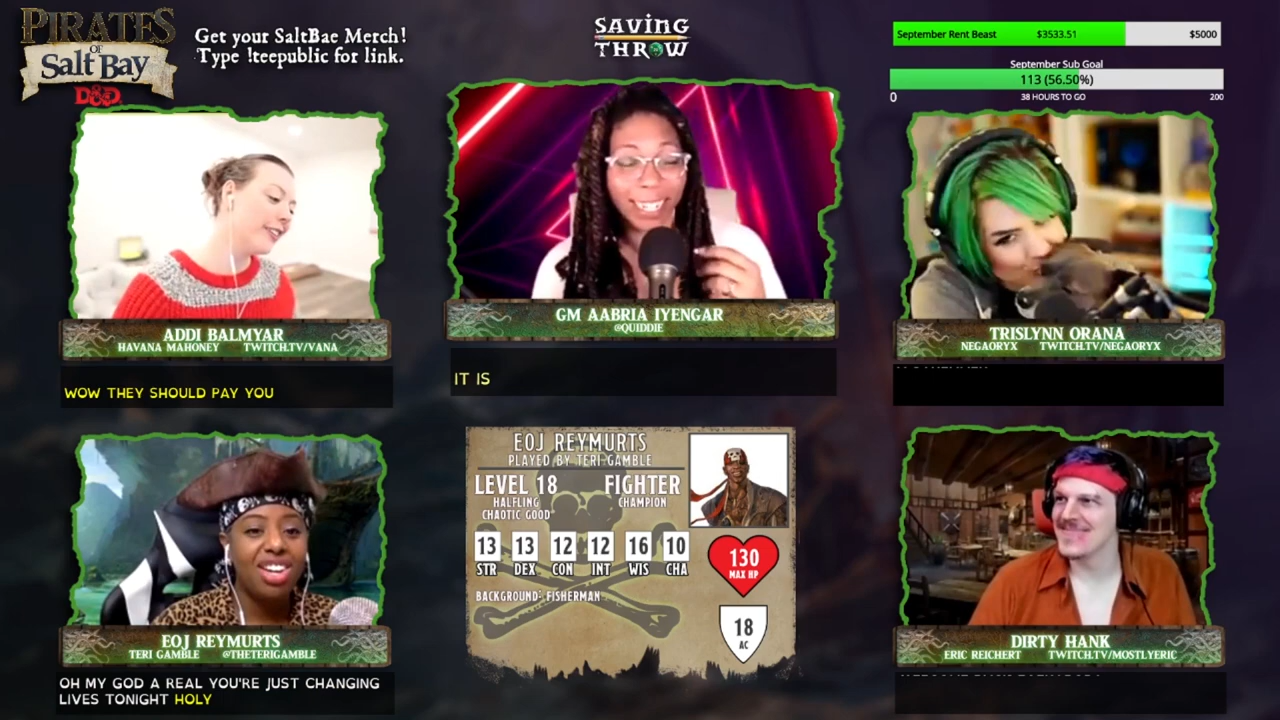 PIRATES
OF
Salt Bay
D&D
Get your SaltBae Merch!
Type !teepublic for link.
SAVING
THROW
September Rent Beast $3533.51 $5000
September Sub Goal
113 (56.50%)
0 38 HOURS TO GO 200
ADDI BALMYAR
HAVANA MAHONEY TWITCH.TV/VANA
WOW THEY SHOULD PAY YOU
GM AABRIA IYENGAR
@QUIDDIE
IT IS
TRISLYNN ORANA
NEGAORYX TWITCH.TV/NEGAORYX
EOJ REYMURTS
TERI GAMBLE @THETERIGAMBLE
OH MY GOD A REAL YOU'RE JUST CHANGING
LIVES TONIGHT HOLY
EOJ REYMURTS
PLAYED BY TERI GAMBLE
LEVEL 18 FIGHTER
HALFLING CHAMPION
CHAOTIC GOOD
13 13 12 12 16 10
STR DEX CON INT WIS CHA
BACKGROUND: FISHERMAN
130
MAX HP
18
AC
DIRTY HANK
ERIC REICHERT TWITCH.TV/MOSTLYERIC